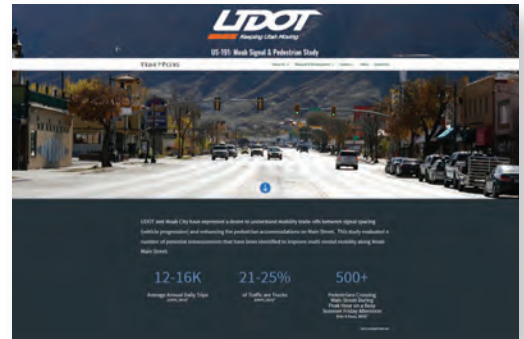 UDOT
Keeping Utah Moving
US-191: Moab Signal & Pedestrian Study
UDOT and Moab City have expressed a desire to understand mobility trade-offs between signal spacing
(vehicle progression) and enhancing the pedestrian accommodations on Main Street. This study evaluated a
number of potential enhancements that have been identified to improve multi-modal mobility along Moab
Main Street.
12-16K
21-25%
500+
Average Annual Daily Trips
of Traffic are Trucks
Pedestrians Crossing
Main Street During
Peak Hour on a Busy
Summer Friday Afternoon